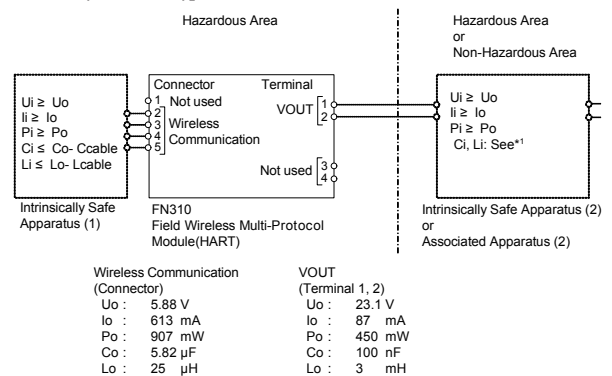 Hazardous Area
Hazardous Area
or
Non-Hazardous Area
Ui ≥ Uo
Ii ≥ Io
Pi ≥ Po
Ci ≤ Co- Ccable
Li ≤ Lo- Lcable
Intrinsically Safe
Apparatus (1)
Connector
1 Not used
2
3 Wireless
4 Communication
5
Terminal
VOUT 1
2
Not used 3
4
FN310
Field Wireless Multi-Protocol
Module(HART)
Ui ≥ Uo
Ii ≥ Io
Pi ≥ Po
Ci, Li: See*1
Intrinsically Safe Apparatus (2)
or
Associated Apparatus (2)
Wireless Communication
(Connector)
Uo : 5.88 V
Io : 613 mA
Po : 907 mW
Co : 5.82 µF
Lo : 25 µH
VOUT
(Terminal 1, 2)
Uo : 23.1 V
Io : 87 mA
Po : 450 mW
Co : 100 nF
Lo : 3 mH